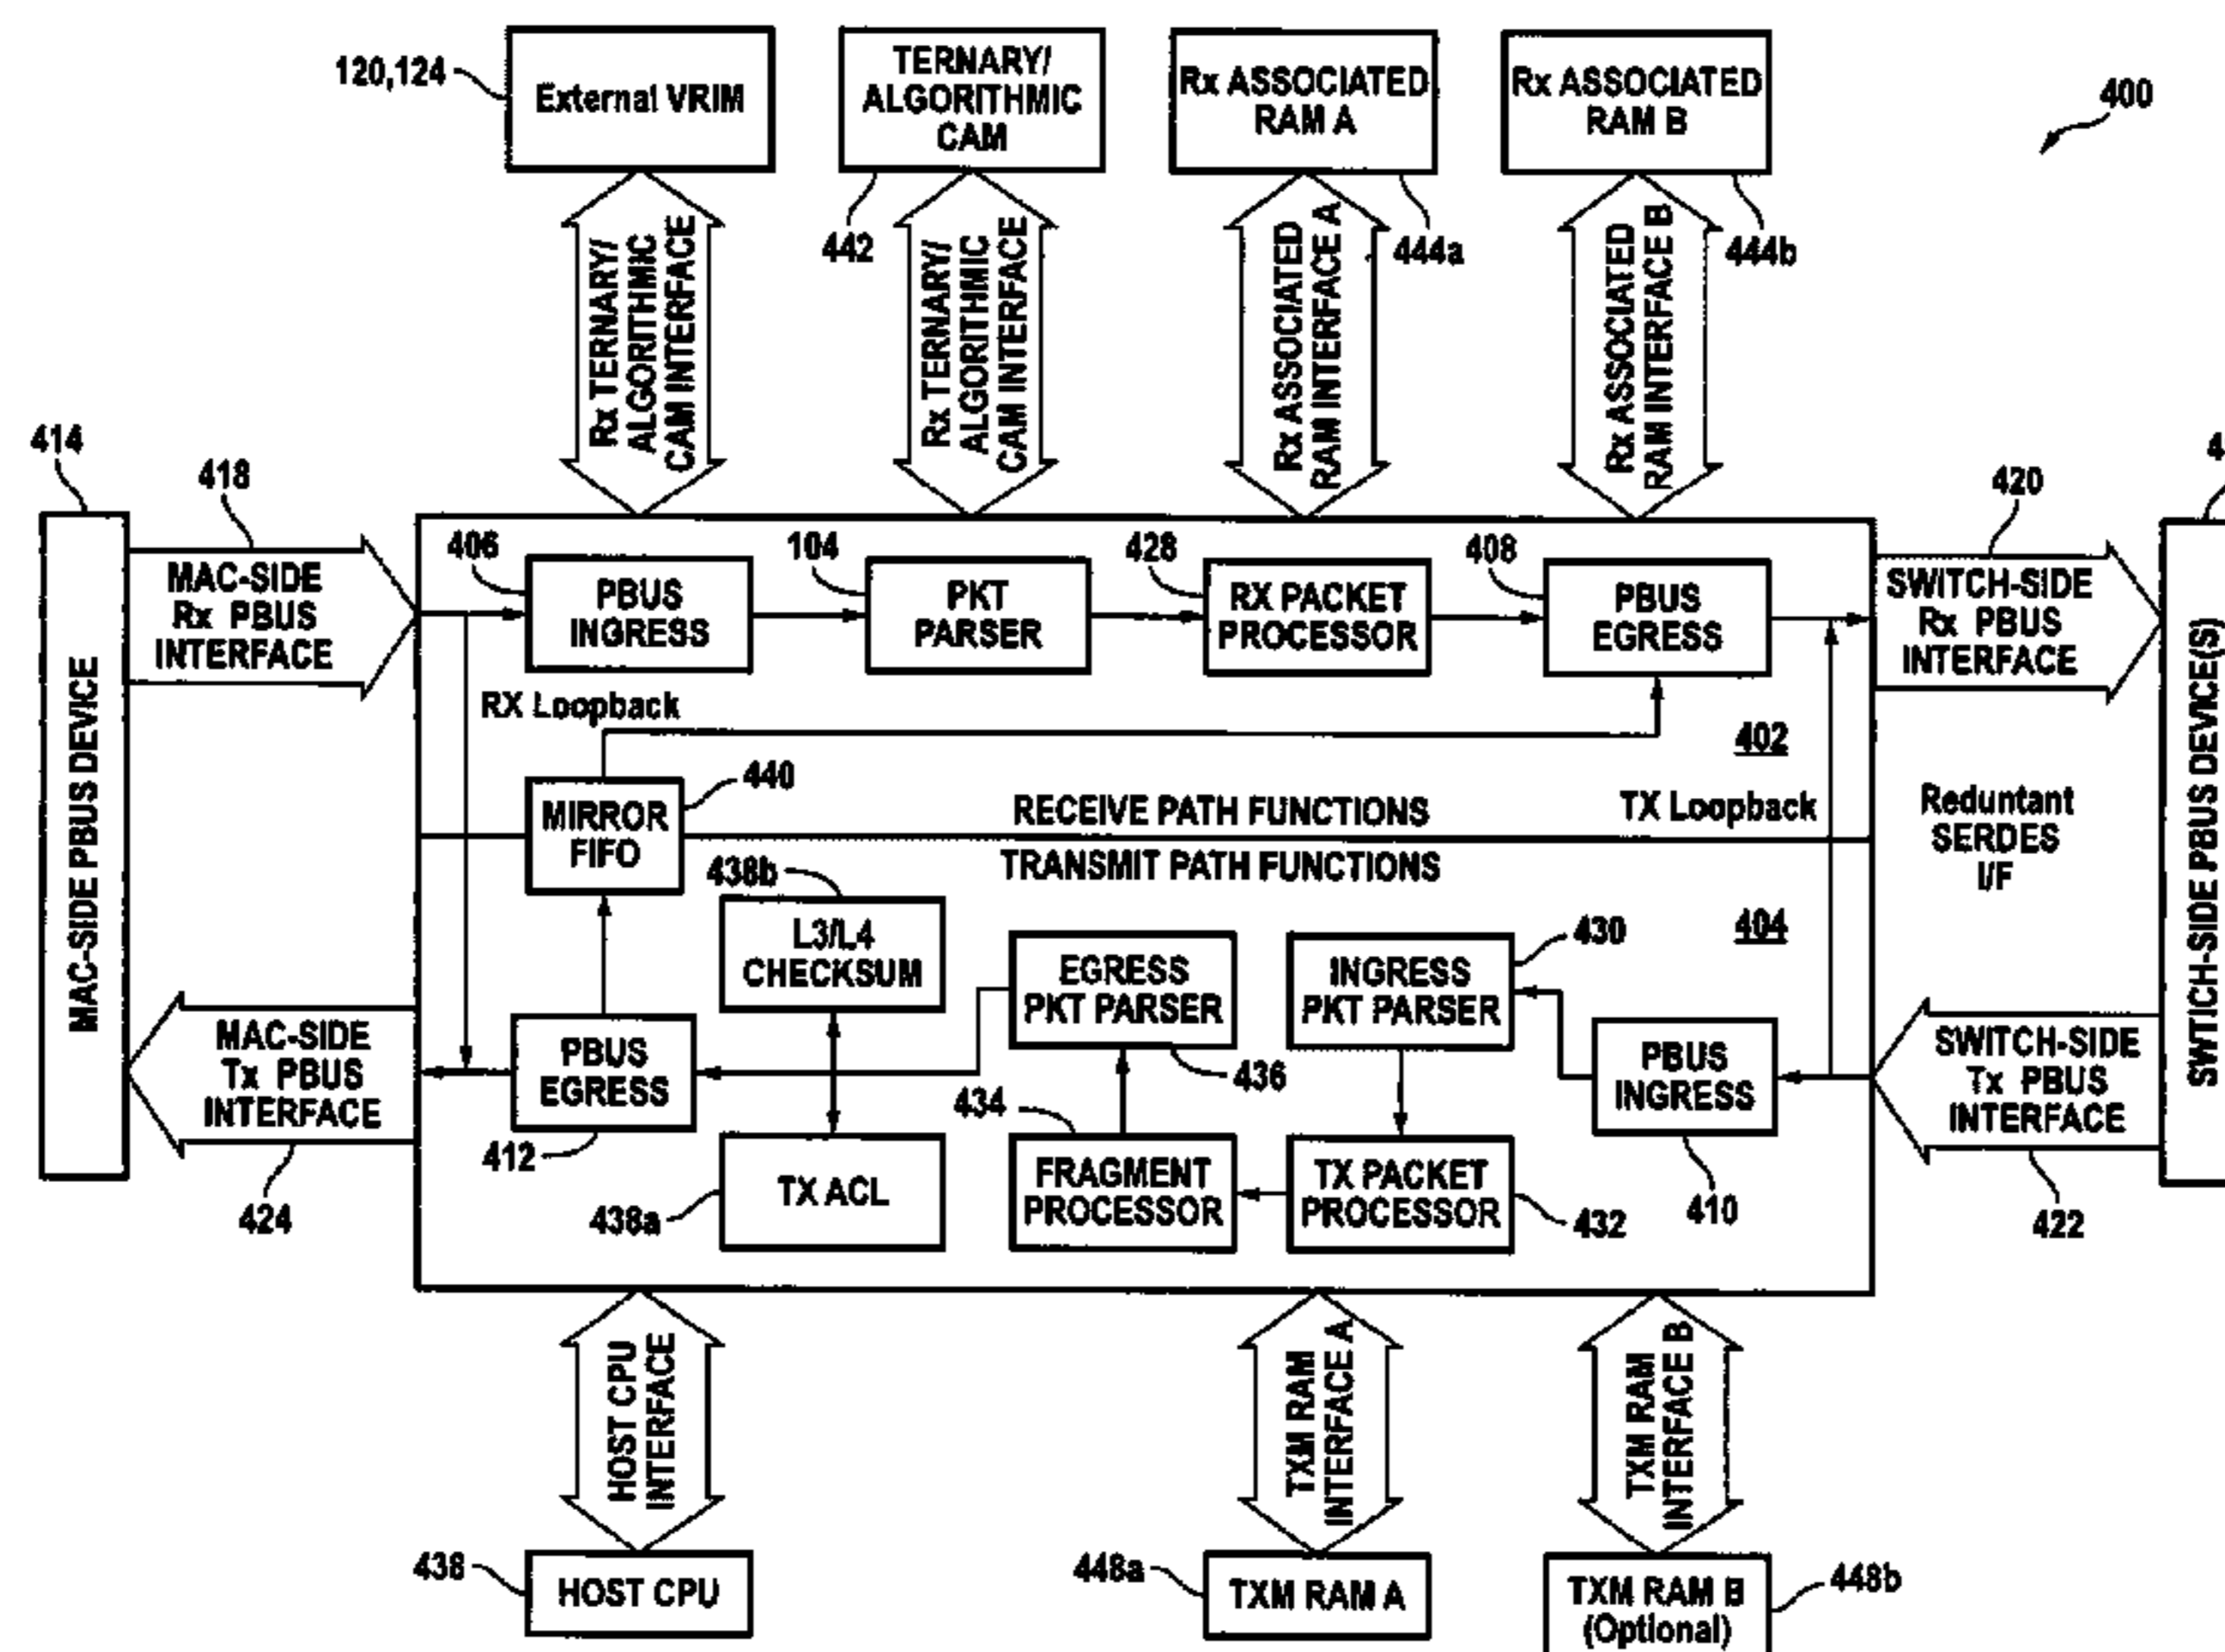 120,124
External VRIM
TERNARY/
ALGORITHMIC
CAM
442
Rx ASSOCIATED
RAM A
444a
Rx ASSOCIATED
RAM B
444b
400
Rx TERNARY/
ALGORITHMIC
CAM INTERFACE
Rx TERNARY/
ALGORITHMIC
CAM INTERFACE
Rx ASSOCIATED
RAM INTERFACE A
Rx ASSOCIATED
RAM INTERFACE B
414
MAC-SIDE PBUS DEVICE
418
MAC-SIDE
Rx PBUS
INTERFACE
406
PBUS
INGRESS
104
PKT
PARSER
428
RX PACKET
PROCESSOR
408
PBUS
EGRESS
420
SWITCH-SIDE
Rx PBUS
INTERFACE
4
SWTICH-SIDE PBUS DEVICE(S)
RX Loopback
402
440
MIRROR
FIFO
RECEIVE PATH FUNCTIONS
TX Loopback
Reduntant
SERDES
I/F
TRANSMIT PATH FUNCTIONS
438b
L3/L4
CHECKSUM
404
EGRESS
PKT PARSER
436
INGRESS
PKT PARSER
430
MAC-SIDE
Tx PBUS
INTERFACE
424
PBUS
EGRESS
412
PBUS
INGRESS
410
SWITCH-SIDE
Tx PBUS
INTERFACE
422
438a
TX ACL
434
FRAGMENT
PROCESSOR
TX PACKET
PROCESSOR
432
HOST CPU
INTERFACE
TXM RAM
INTERFACE A
TXM RAM
INTERFACE B
438
HOST CPU
448a
TXM RAM A
TXM RAM B
(Optional)
448b